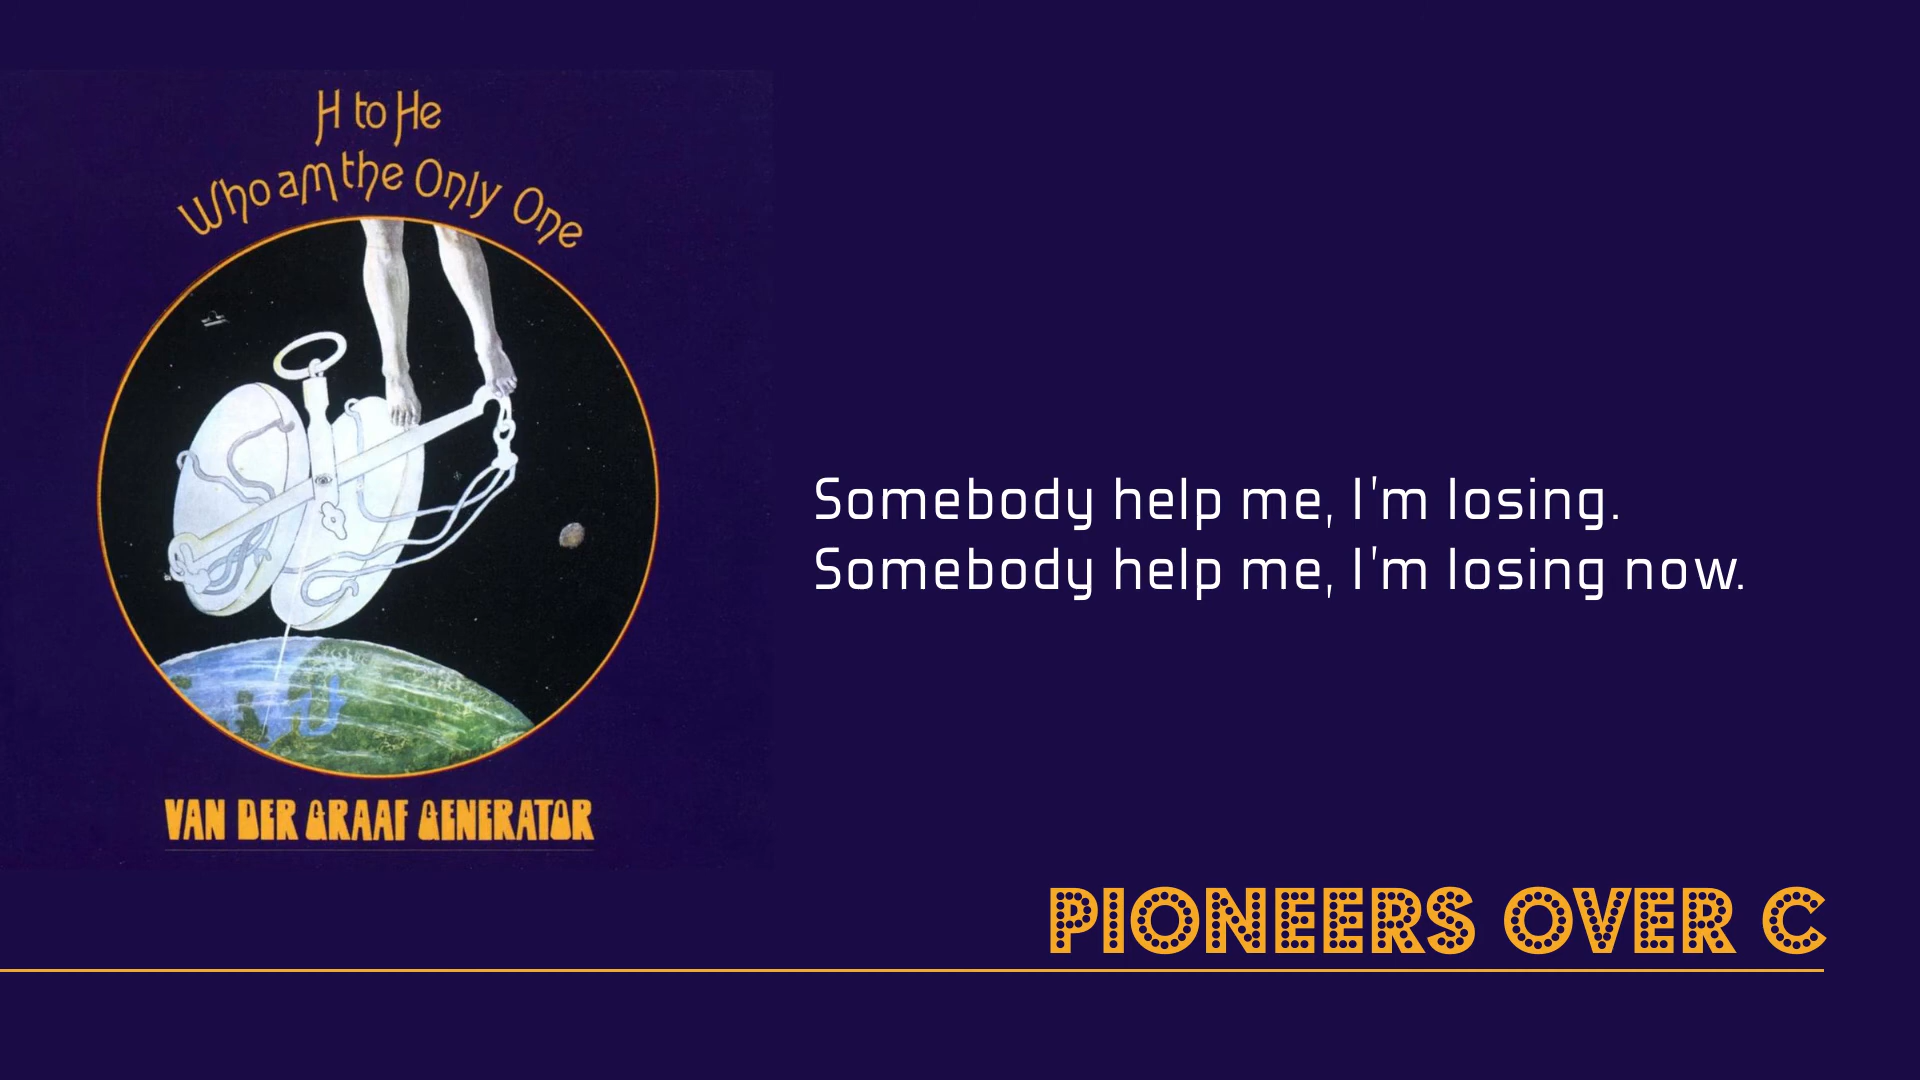 H to He
Who am the Only One
VAN DER GRAAF GENERATOR
Somebody help me, I'm losing.
Somebody help me, I'm losing now.
PIONEERS OVER C